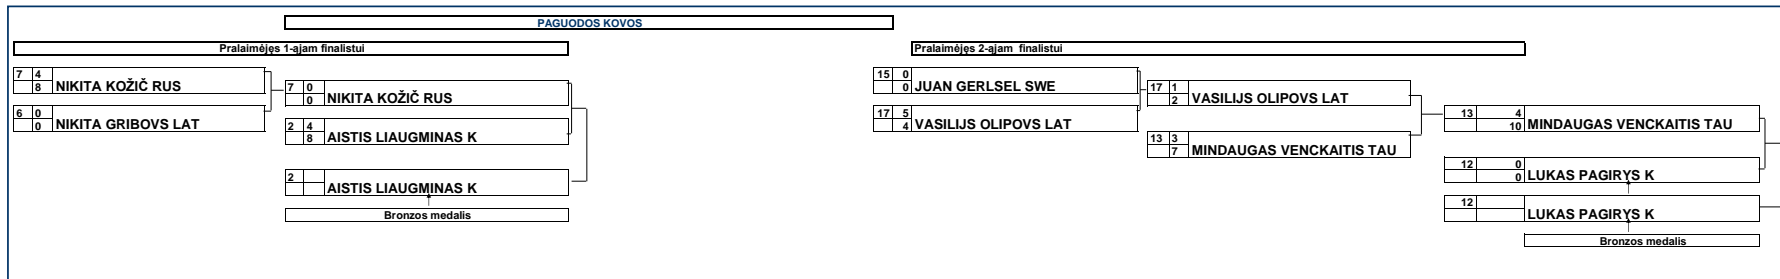 PAGUODOS KOVOS
Pralaimėjęs 1-ajam finalistui
7 4
8 NIKITA KOŽIČ RUS
6 0
0 NIKITA GRIBOVS LAT
7 0
0 NIKITA KOŽIČ RUS
2 4
8 AISTIS LIAUGMINAS K
2
AISTIS LIAUGMINAS K
Bronzos medalis
Pralaimėjęs 2-ajam finalistui
15 0
0 JUAN GERLSEL SWE
17 5
4 VASILIJS OLIPOVS LAT
17 1
2 VASILIJS OLIPOVS LAT
13 3
7 MINDAUGAS VENCKAITIS TAU
13 4
10 MINDAUGAS VENCKAITIS TAU
12 0
0 LUKAS PAGIRYS K
12
LUKAS PAGIRYS K
Bronzos medalis